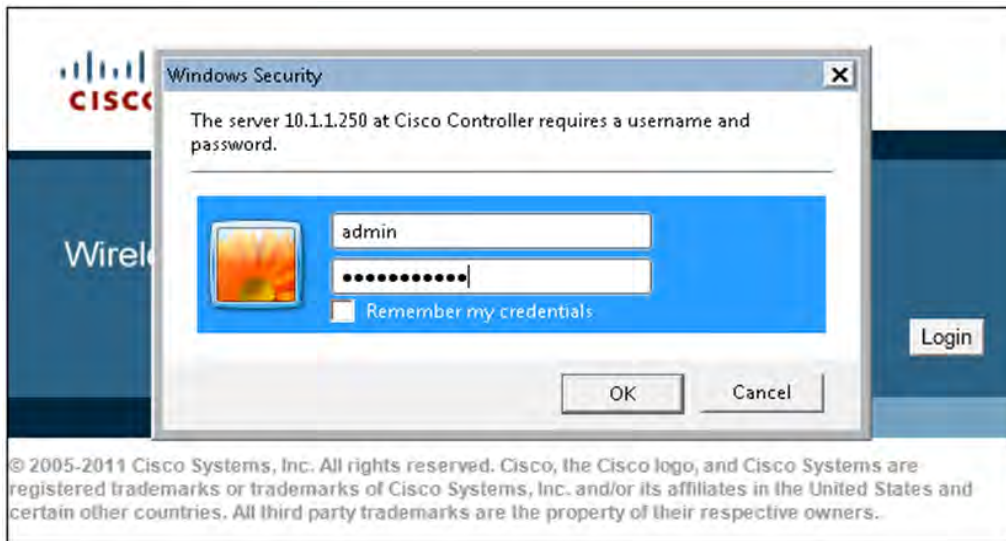 CISCO
Windows Security
The server 10.1.1.250 at Cisco Controller requires a username and
password.
admin
•••••••••••
Remember my credentials
Login
OK
Cancel
© 2005-2011 Cisco Systems, Inc. All rights reserved. Cisco, the Cisco logo, and Cisco Systems are
registered trademarks or trademarks of Cisco Systems, Inc. and/or its affiliates in the United States and
certain other countries. All third party trademarks are the property of their respective owners.